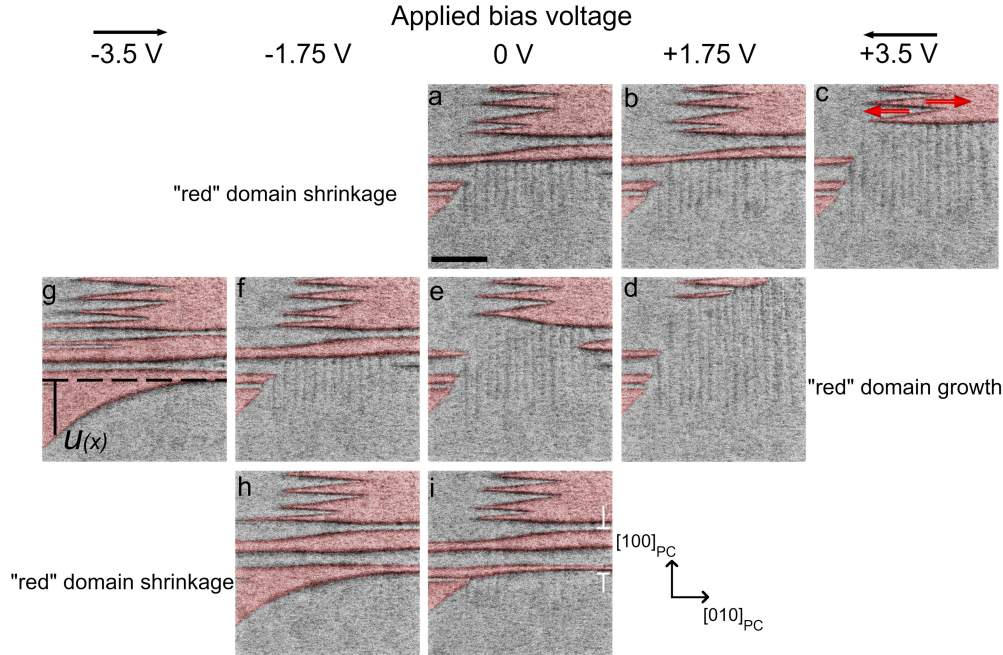 Applied bias voltage
-3.5 V -1.75 V 0 V +1.75 V +3.5 V
a b c
"red" domain shrinkage
g f e d
"red" domain growth
u(x)
h i
[100]PC
"red" domain shrinkage
[010]PC